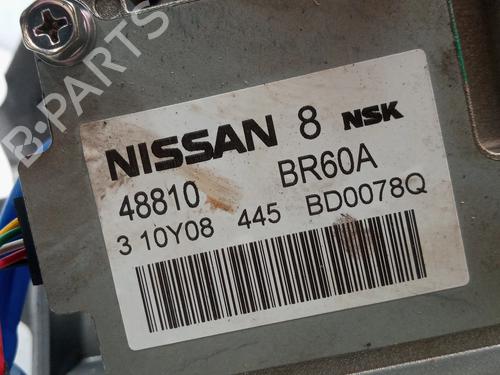 B-PARTS
NISSAN 8 NSK
48810 BR60A
3 10Y08 445 BD0078Q